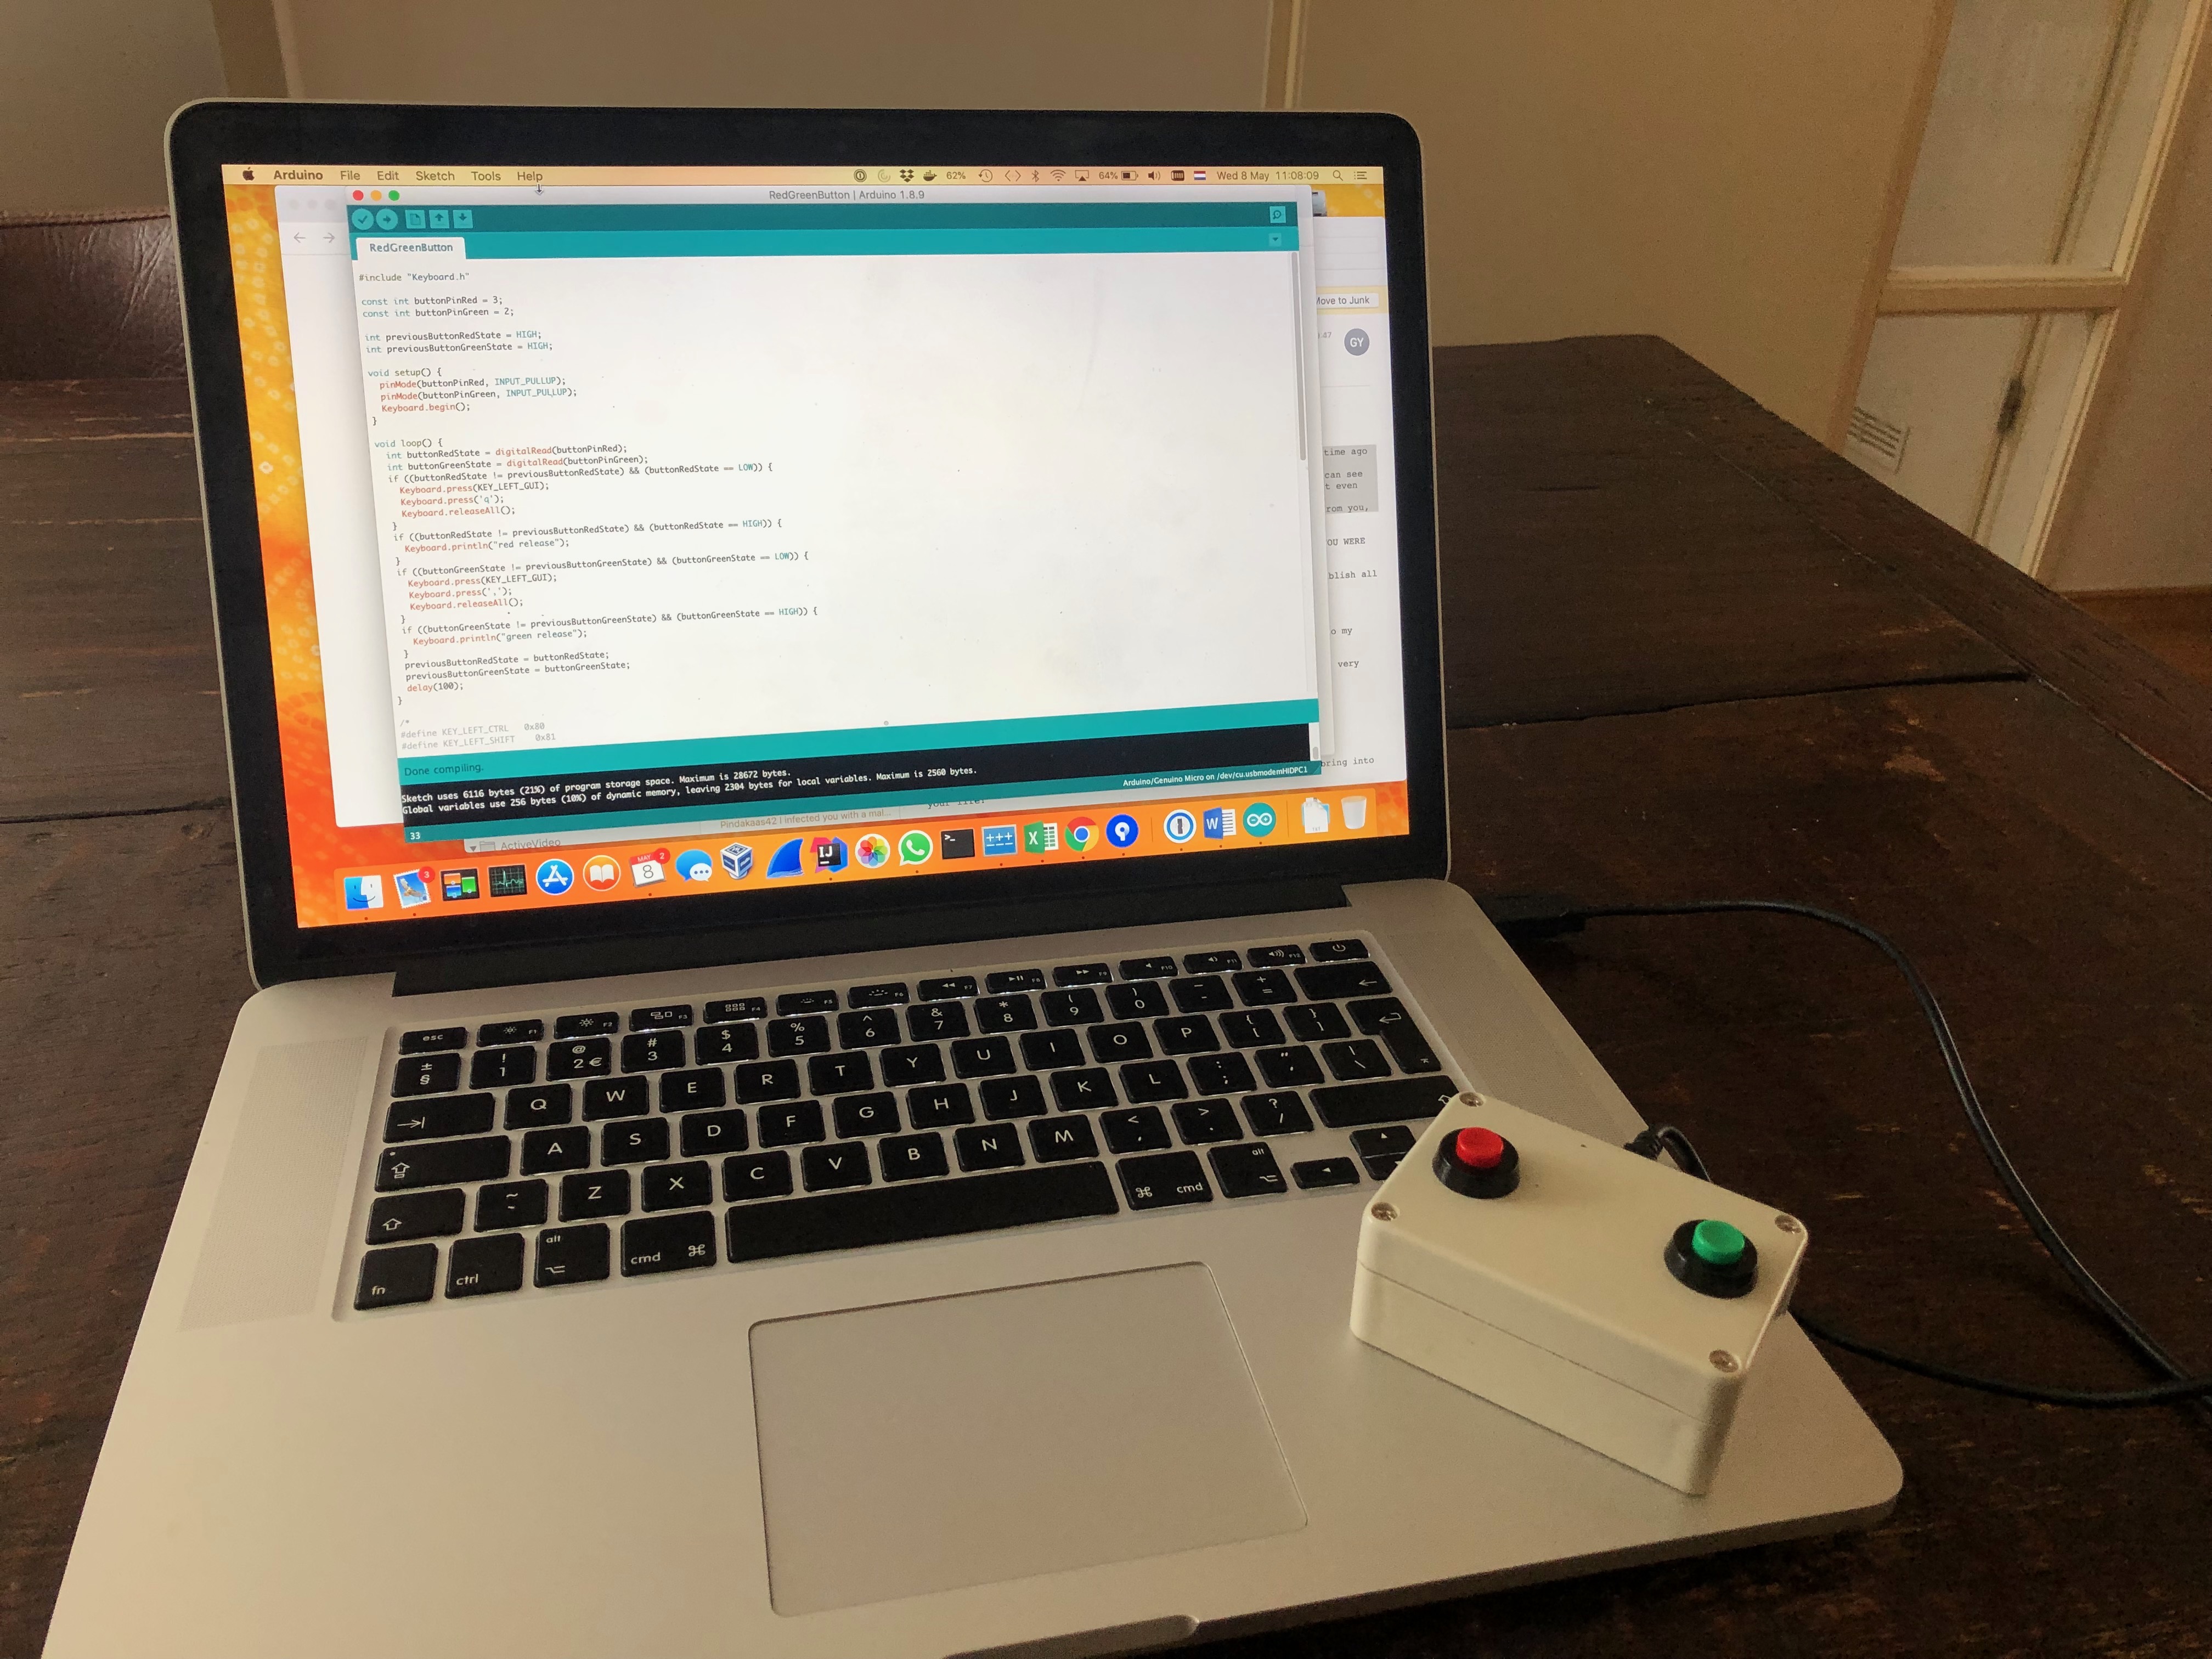 Arduino File Edit Sketch Tools Help 62% 64% Wed 8 May 11:08:09
RedGreenButton | Arduino 1.8.9
RedGreenButton
#include "Keyboard.h"
const int buttonPinRed = 3;
const int buttonPinGreen = 2;
int previousButtonRedState = HIGH;
int previousButtonGreenState = HIGH;
void setup() {
pinMode(buttonPinRed, INPUT_PULLUP);
pinMode(buttonPinGreen, INPUT_PULLUP);
Keyboard.begin();
}
void loop() {
int buttonRedState = digitalRead(buttonPinRed);
int buttonGreenState = digitalRead(buttonPinGreen);
if ((buttonRedState != previousButtonRedState) && (buttonRedState == LOW)) {
Keyboard.press(KEY_LEFT_GUI);
Keyboard.press('q');
Keyboard.releaseAll();
}
if ((buttonRedState != previousButtonRedState) && (buttonRedState == HIGH)) {
Keyboard.println("red release");
}
if ((buttonGreenState != previousButtonGreenState) && (buttonGreenState == LOW)) {
Keyboard.press(KEY_LEFT_GUI);
Keyboard.press(',');
Keyboard.releaseAll();
}
if ((buttonGreenState != previousButtonGreenState) && (buttonGreenState == HIGH)) {
Keyboard.println("green release");
}
previousButtonRedState = buttonRedState;
previousButtonGreenState = buttonGreenState;
delay(100);
}
/*
#define KEY_LEFT_CTRL 0x80
#define KEY_LEFT_SHIFT 0x81
Done compiling.
Sketch uses 6116 bytes (21%) of program storage space. Maximum is 28672 bytes.
Global variables use 256 bytes (10%) of dynamic memory, leaving 2304 bytes for local variables. Maximum is 2560 bytes.
33 Arduino/Genuino Micro on /dev/cu.usbmodemHIDPC1
Move to Junk
GY
time ago
can see
t even
rom you,
OU WERE
blish all
o my
very
bring into
your life.
Pindakaas42 I infected you with a mal...
ActiveVideo
3
MAY 2
8
IJ
X
W
esc F1 F2 F3 F4 F5 F6 F7 F8 F9 F10 F11 F12
± § ! 1 @ 2 € # 3 $ 4 % 5 ^ 6 & 7 * 8 ( 9 ) 0 _ - + =
Q W E R T Y U I O P { [ } ]
A S D F G H J K L : ; " ' | \
~ Z X C V B N M < , > . ? /
fn ctrl alt cmd cmd alt